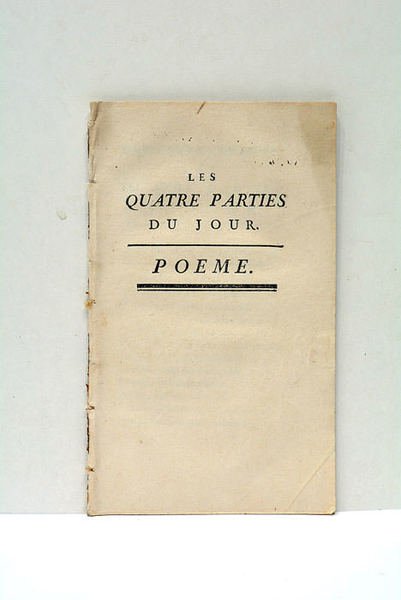 LES
QUATRE PARTIES
DU JOUR.
POEME.